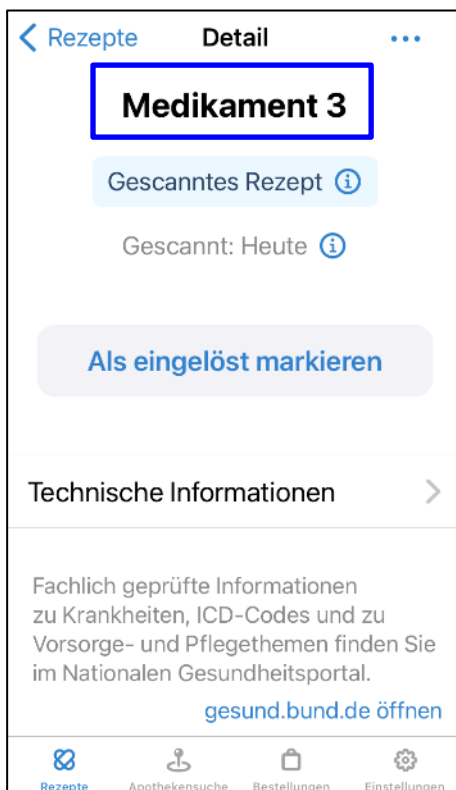 Rezepte Detail
Medikament 3
Gescanntes Rezept
Gescannt: Heute
Als eingelöst markieren
Technische Informationen
Fachlich geprüfte Informationen
zu Krankheiten, ICD-Codes und zu
Vorsorge- und Pflegethemen finden Sie
im Nationalen Gesundheitsportal.
gesund.bund.de öffnen
Rezepte Apothekensuche Bestellungen Einstellungen